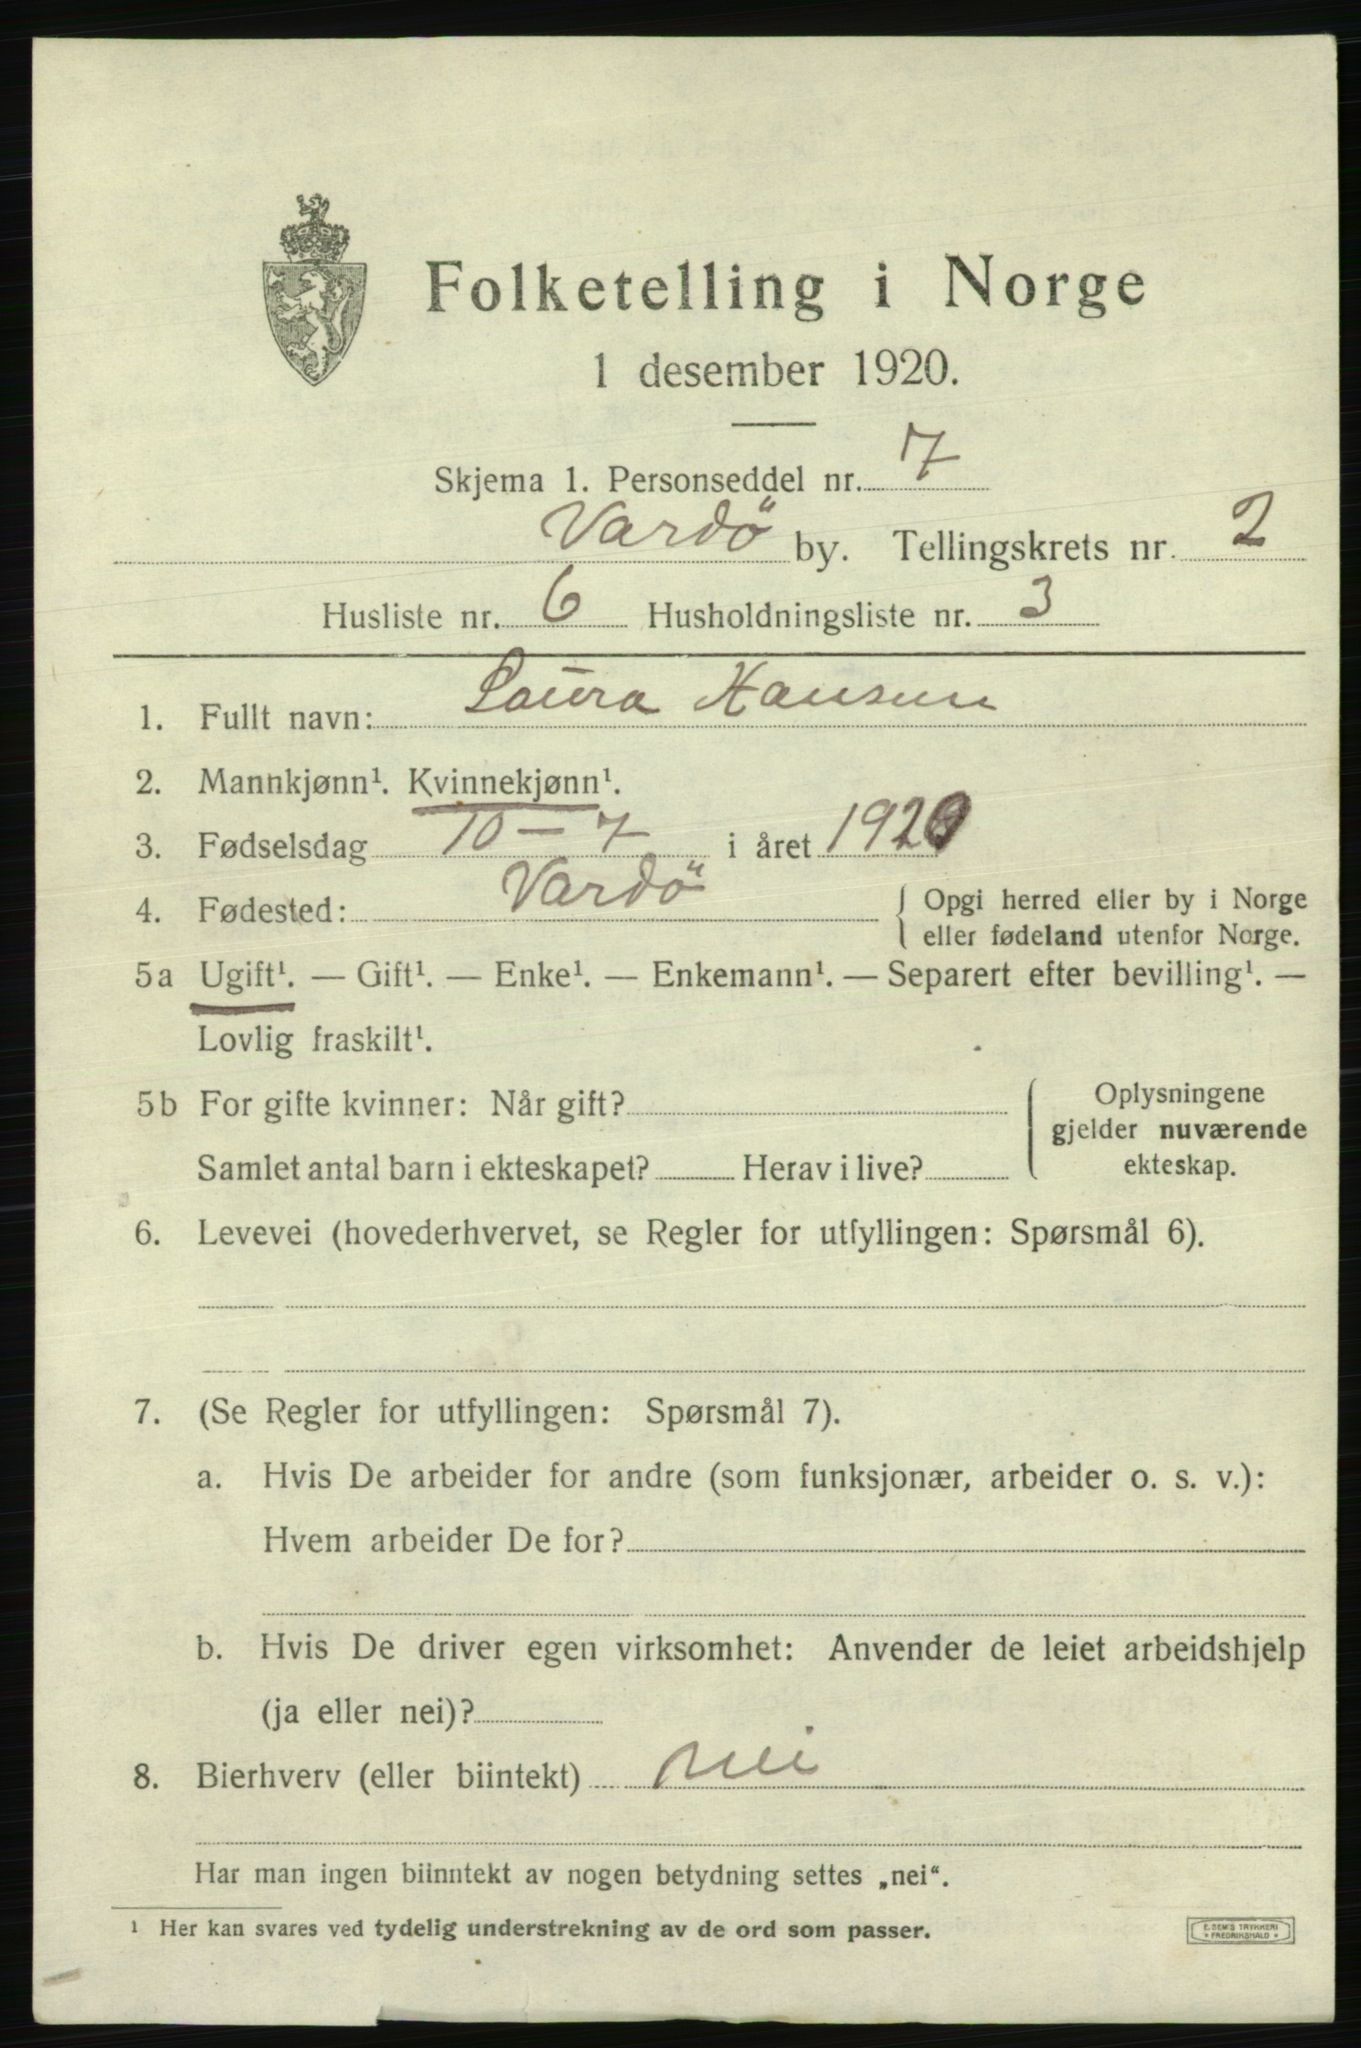 Folketelling i Norge
1 desember 1920.
Skjema 1. Personseddel nr. 7
Vardö by. Tellingskrets nr. 2
Husliste nr. 6 Husholdningsliste nr. 3
1. Fullt navn: Laura Hansen
2. Mannkjønn¹. Kvinnekjønn¹.
3. Fødselsdag 10-7 i året 1920
4. Fødested: Vardö { Opgi herred eller by i Norge
eller fødeland utenfor Norge.
5a Ugift¹. — Gift¹. — Enke¹. — Enkemann¹. — Separert efter bevilling¹. —
Lovlig fraskilt¹.
5b For gifte kvinner: Når gift?
Samlet antal barn i ekteskapet? Herav i live?
Oplysningene
gjelder nuværende
ekteskap.
6. Levevei (hovederhvervet, se Regler for utfyllingen: Spørsmål 6).
7. (Se Regler for utfyllingen: Spørsmål 7).
a. Hvis De arbeider for andre (som funksjonær, arbeider o. s. v.):
Hvem arbeider De for?
b. Hvis De driver egen virksomhet: Anvender de leiet arbeidshjelp
(ja eller nei)?
8. Bierhverv (eller biintekt) nei
Har man ingen biinntekt av nogen betydning settes „nei“.
¹ Her kan svares ved tydelig understrekning av de ord som passer.
E. SEM'S TRYKKERI
* FREDRIKSHALD *